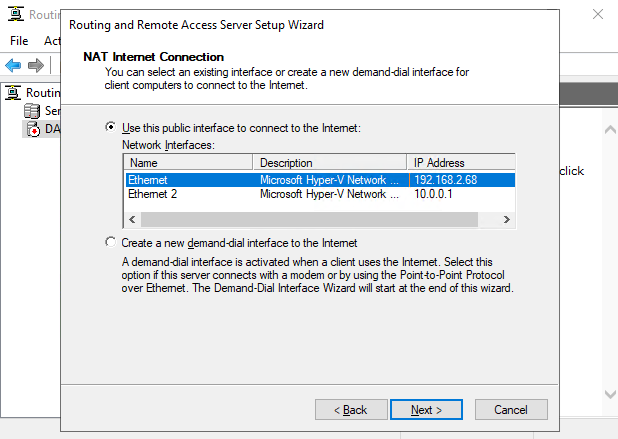 Routin
Routing and Remote Access Server Setup Wizard
File
Act
NAT Internet Connection
You can select an existing interface or create a new demand-dial interface for
client computers to connect to the Internet.
Routin
Ser
DA
Use this public interface to connect to the Internet:
Network Interfaces:
Name Description IP Address
Ethernet Microsoft Hyper-V Network ... 192.168.2.68
Ethernet 2 Microsoft Hyper-V Network ... 10.0.0.1
click
Create a new demand-dial interface to the Internet
A demand-dial interface is activated when a client uses the Internet. Select this
option if this server connects with a modem or by using the Point-to-Point Protocol
over Ethernet. The Demand-Dial Interface Wizard will start at the end of this wizard.
< Back Next > Cancel